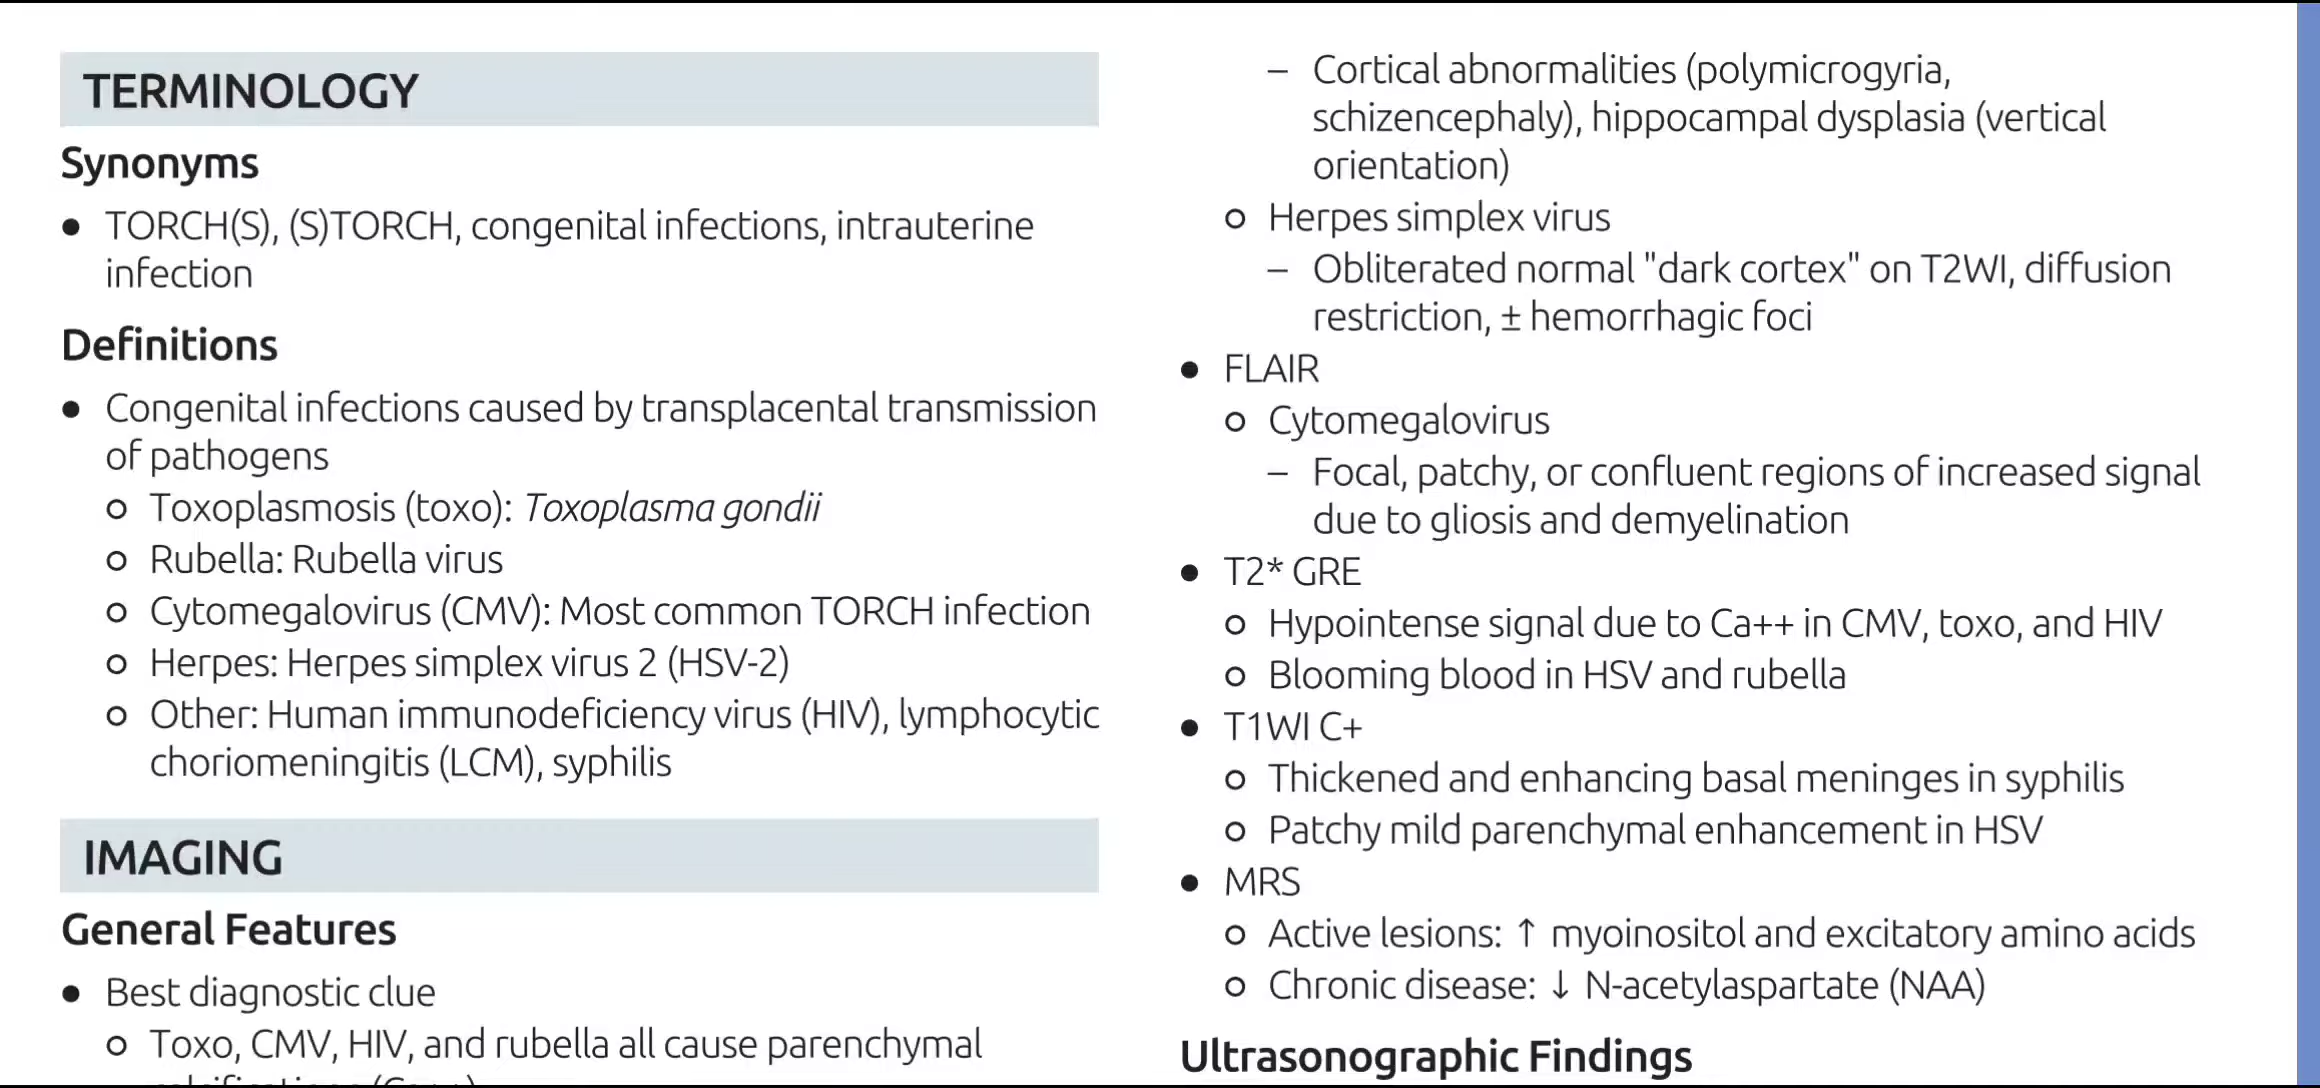 TERMINOLOGY
Synonyms
● TORCH(S), (S)TORCH, congenital infections, intrauterine
infection
Definitions
● Congenital infections caused by transplacental transmission
of pathogens
○ Toxoplasmosis (toxo): Toxoplasma gondii
○ Rubella: Rubella virus
○ Cytomegalovirus (CMV): Most common TORCH infection
○ Herpes: Herpes simplex virus 2 (HSV-2)
○ Other: Human immunodeficiency virus (HIV), lymphocytic
choriomeningitis (LCM), syphilis
IMAGING
General Features
● Best diagnostic clue
○ Toxo, CMV, HIV, and rubella all cause parenchymal
– Cortical abnormalities (polymicrogyria,
schizencephaly), hippocampal dysplasia (vertical
orientation)
○ Herpes simplex virus
– Obliterated normal "dark cortex" on T2WI, diffusion
restriction, ± hemorrhagic foci
● FLAIR
○ Cytomegalovirus
– Focal, patchy, or confluent regions of increased signal
due to gliosis and demyelination
● T2* GRE
○ Hypointense signal due to Ca++ in CMV, toxo, and HIV
○ Blooming blood in HSV and rubella
● T1WI C+
○ Thickened and enhancing basal meninges in syphilis
○ Patchy mild parenchymal enhancement in HSV
● MRS
○ Active lesions: ↑ myoinositol and excitatory amino acids
○ Chronic disease: ↓ N-acetylaspartate (NAA)
Ultrasonographic Findings